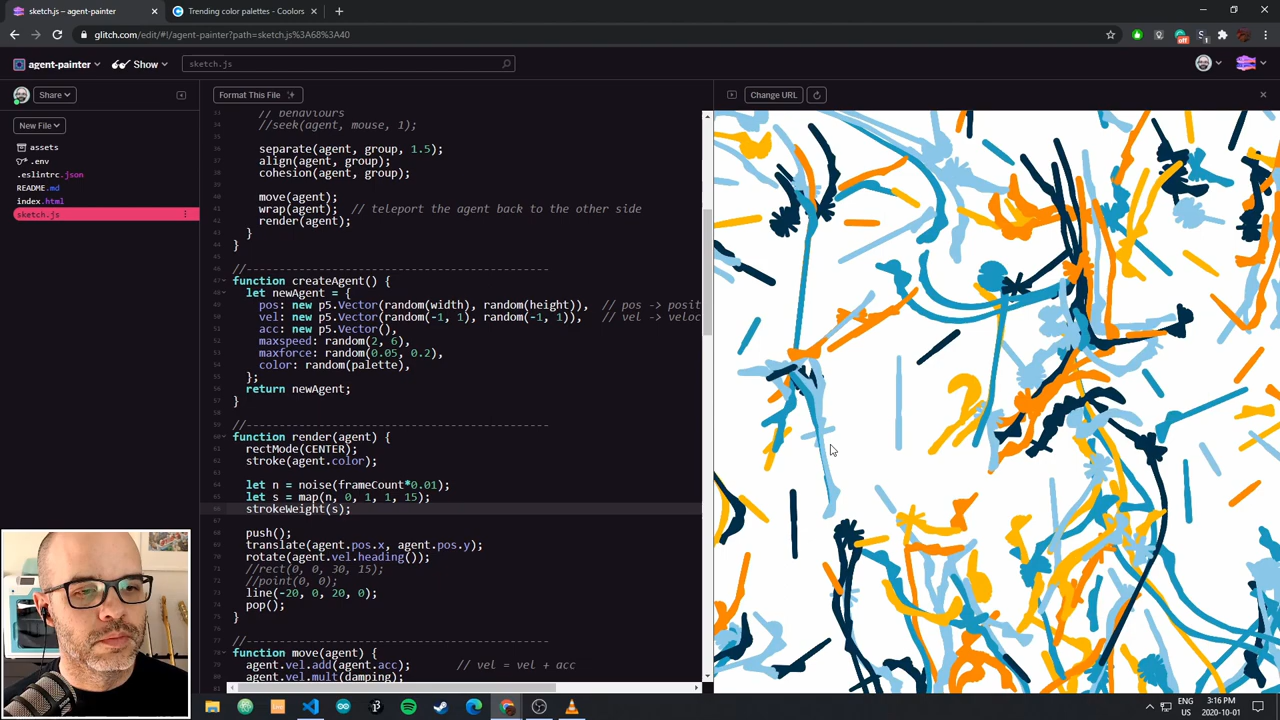 sketch.js – agent-painter
Trending color palettes - Coolors
glitch.com/edit/#!/agent-painter?path=sketch.js%3A68%3A40
off
1
agent-painter
Show
sketch.js
Share
Format This File
Change URL
New File
assets
.env
.eslintrc.json
README.md
index.html
sketch.js
// behaviours
//seek(agent, mouse, 1);
separate(agent, group, 1.5);
align(agent, group);
cohesion(agent, group);
move(agent);
wrap(agent);  // teleport the agent back to the other side
render(agent);
}
}
//---------------------------------------------
function createAgent() {
let newAgent = {
pos: new p5.Vector(random(width), random(height)),  // pos -> posit
vel: new p5.Vector(random(-1, 1), random(-1, 1)),   // vel -> veloc
acc: new p5.Vector(),
maxspeed: random(2, 6),
maxforce: random(0.05, 0.2),
color: random(palette),
};
return newAgent;
}
//---------------------------------------------
function render(agent) {
rectMode(CENTER);
stroke(agent.color);
let n = noise(frameCount*0.01);
let s = map(n, 0, 1, 1, 15);
strokeWeight(s);
push();
translate(agent.pos.x, agent.pos.y);
rotate(agent.vel.heading());
//rect(0, 0, 30, 15);
//point(0, 0);
line(-20, 0, 20, 0);
pop();
}
//---------------------------------------------
function move(agent) {
agent.vel.add(agent.acc);       // vel = vel + acc
agent.vel.mult(damping);
ENG
US
3:16 PM
2020-10-01